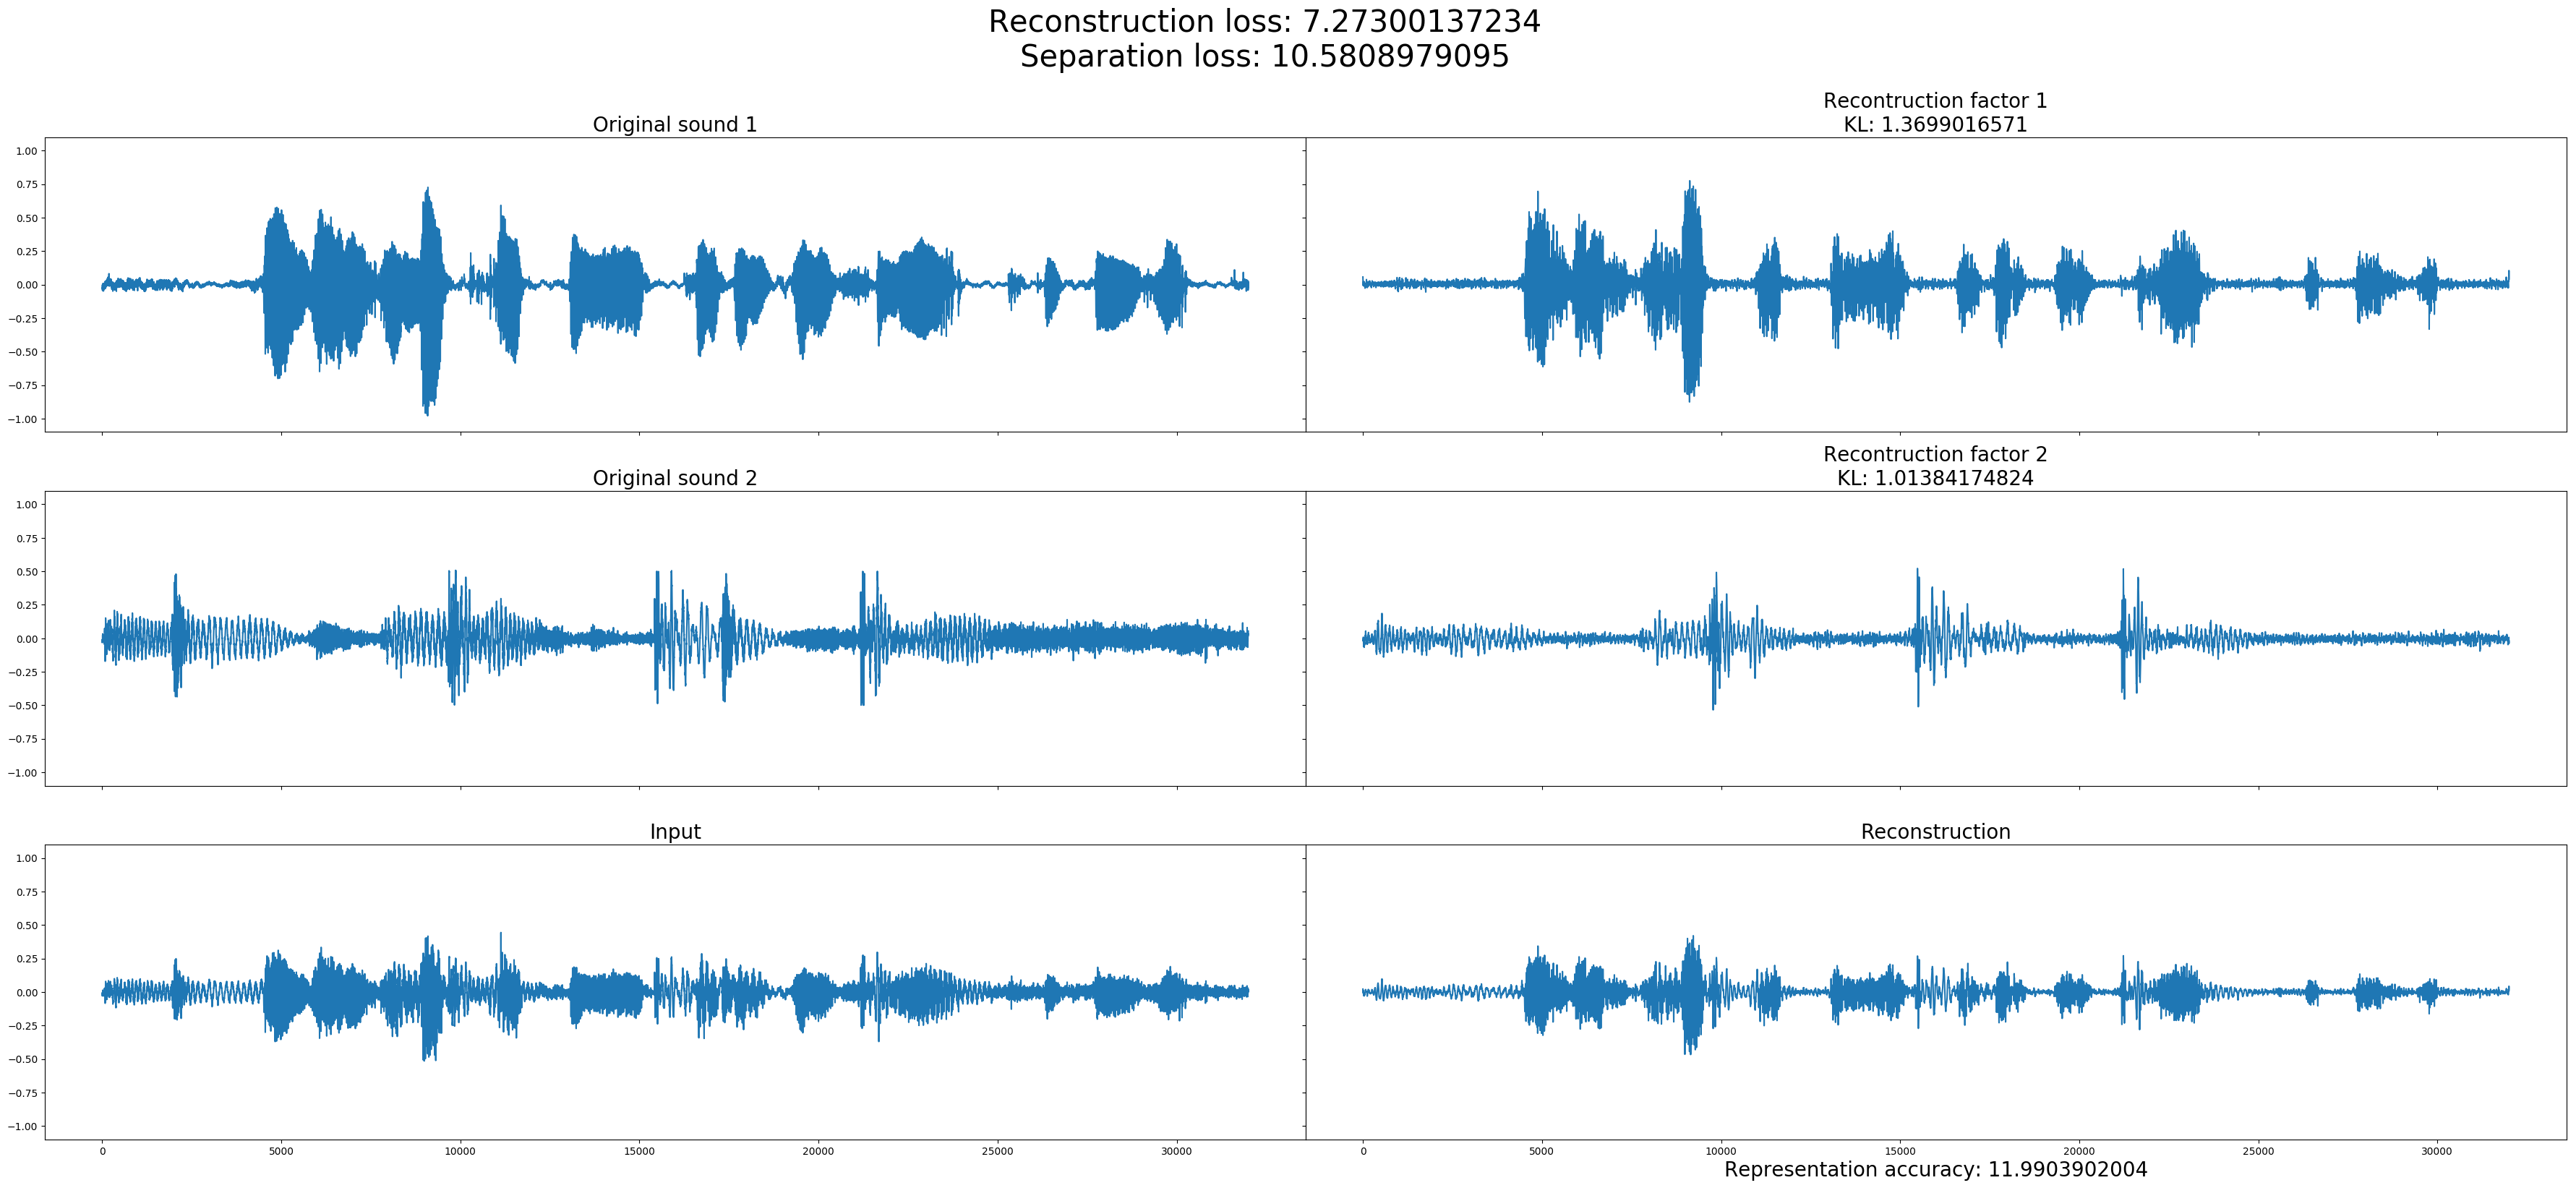 Reconstruction loss: 7.27300137234
Separation loss: 10.5808979095
Original sound 1
Recontruction factor 1
KL: 1.3699016571
1.00
0.75
0.50
0.25
0.00
−0.25
−0.50
−0.75
−1.00
Original sound 2
Recontruction factor 2
KL: 1.01384174824
1.00
0.75
0.50
0.25
0.00
−0.25
−0.50
−0.75
−1.00
Input
Reconstruction
1.00
0.75
0.50
0.25
0.00
−0.25
−0.50
−0.75
−1.00
0 5000 10000 15000 20000 25000 30000
0 5000 10000 15000 20000 25000 30000
Representation accuracy: 11.9903902004